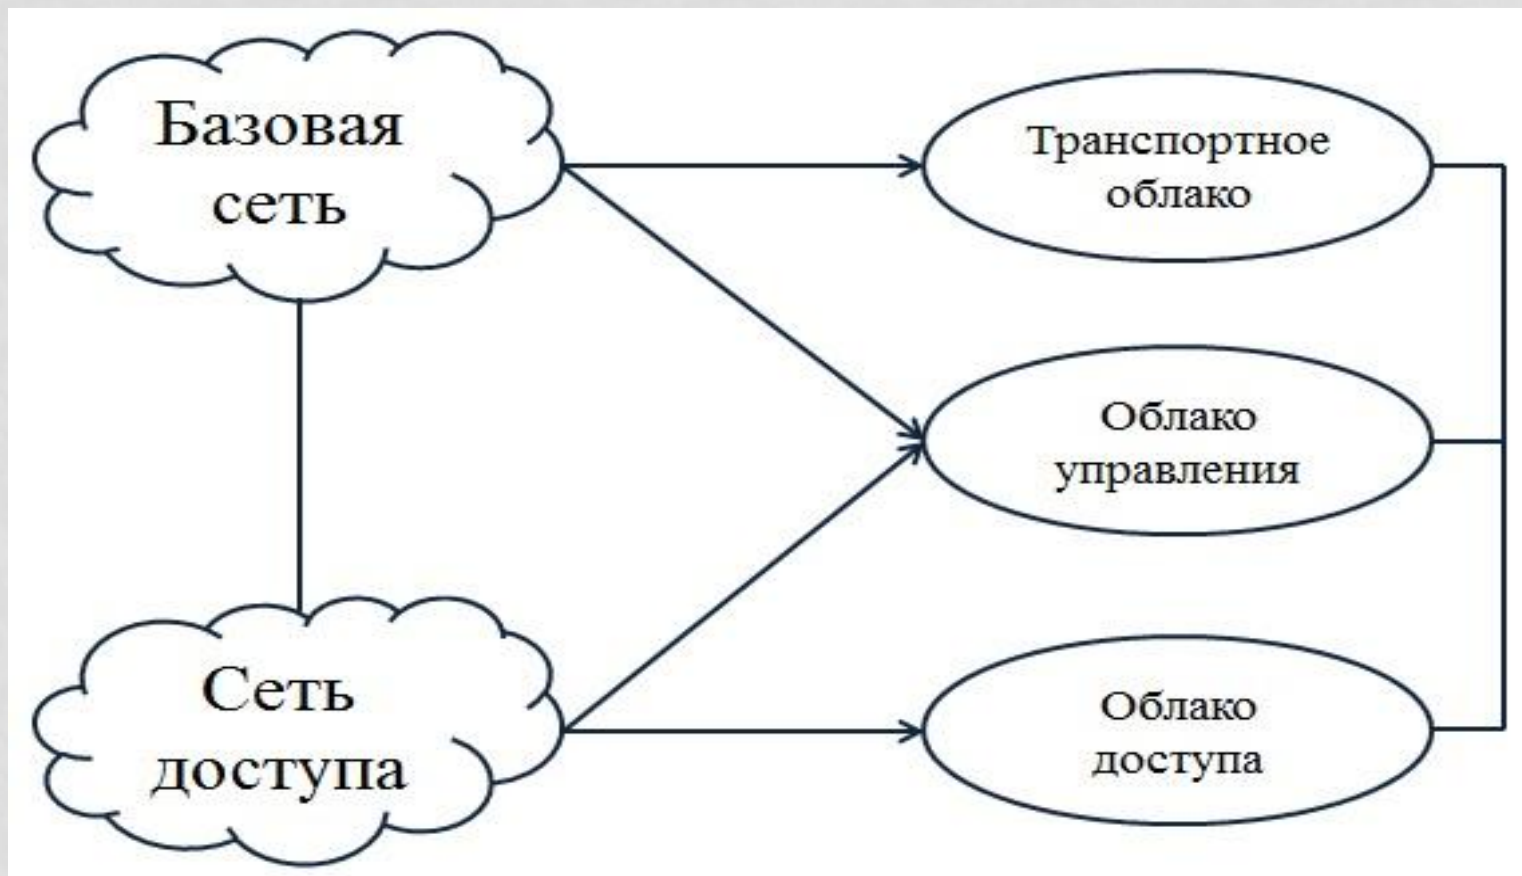 Базовая
сеть
Транспортное
облако
Облако
управления
Сеть
доступа
Облако
доступа